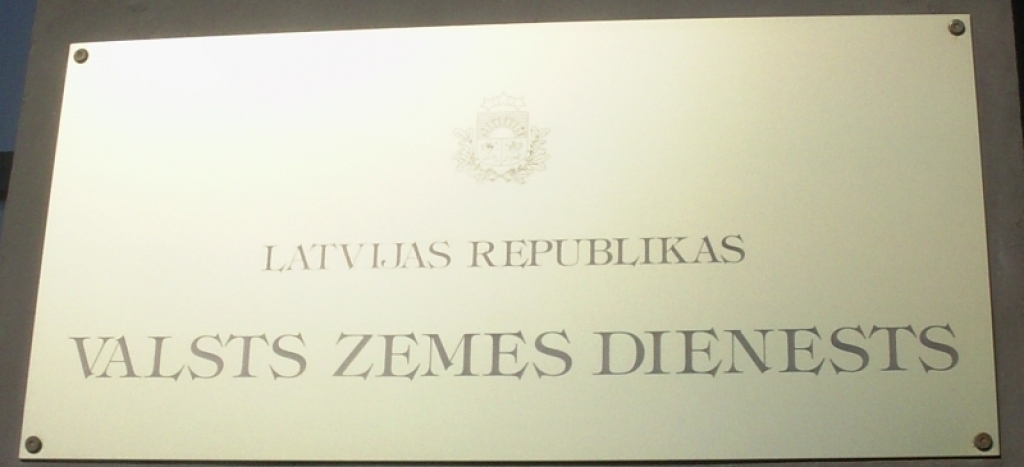 LATVIJAS REPUBLIKAS
VALSTS ZEMES DIENESTS